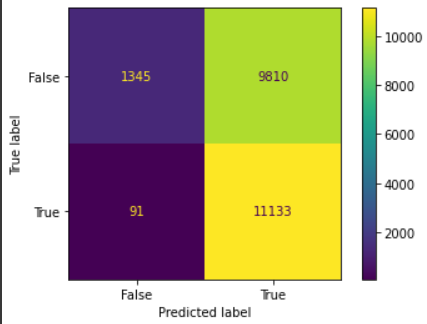 False
1345
9810
True
91
11133
False
True
Predicted label
True label
10000
8000
6000
4000
2000